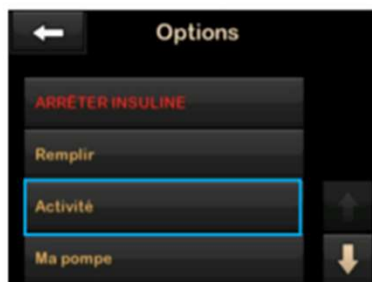 Options
ARRÊTER INSULINE
Remplir
Activité
Ma pompe